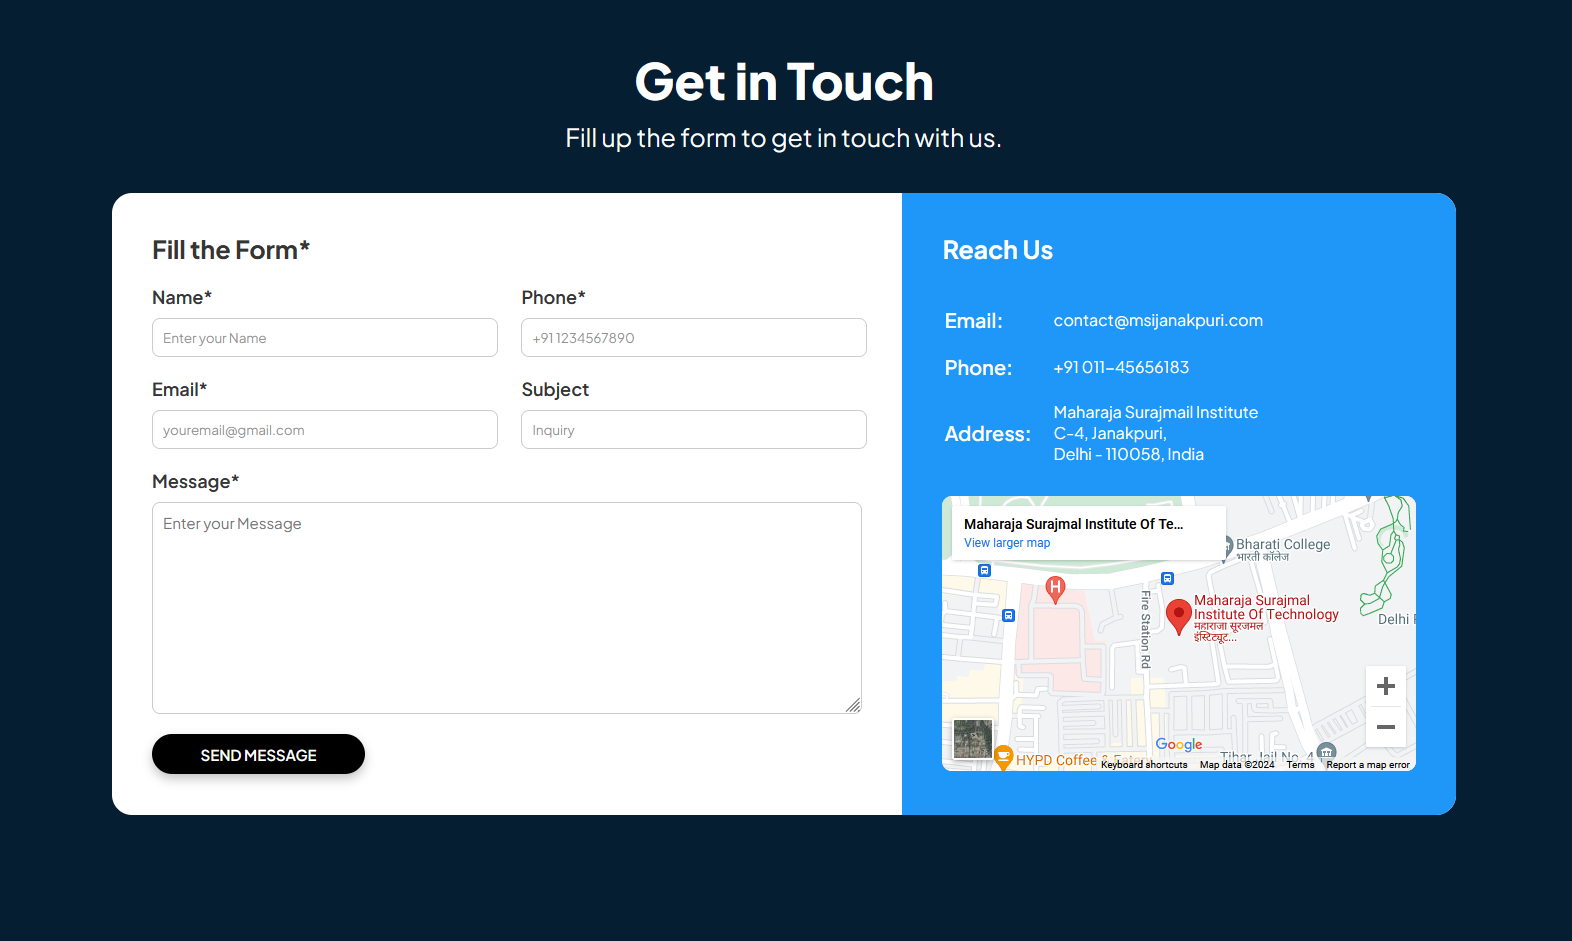 Get in Touch
Fill up the form to get in touch with us.
Fill the Form*
Name*
Phone*
Enter your Name
+91 1234567890
Email*
Subject
youremail@gmail.com
Inquiry
Message*
Enter your Message
SEND MESSAGE
Reach Us
Email:
contact@msijanakpuri.com
Phone:
+91 011-45656183
Address:
Maharaja Surajmail Institute
C-4, Janakpuri,
Delhi - 110058, India
Maharaja Surajmal Institute Of Te...
View larger map
Bharati College
भारती कॉलेज
H
Fire Station Rd
Maharaja Surajmal
Institute Of Technology
महाराजा सूरजमल
इंस्टिट्यूट...
Delhi
Google
Tihar Jail No. 4
HYPD Coffee &
Keyboard shortcuts
Map data ©2024
Terms
Report a map error